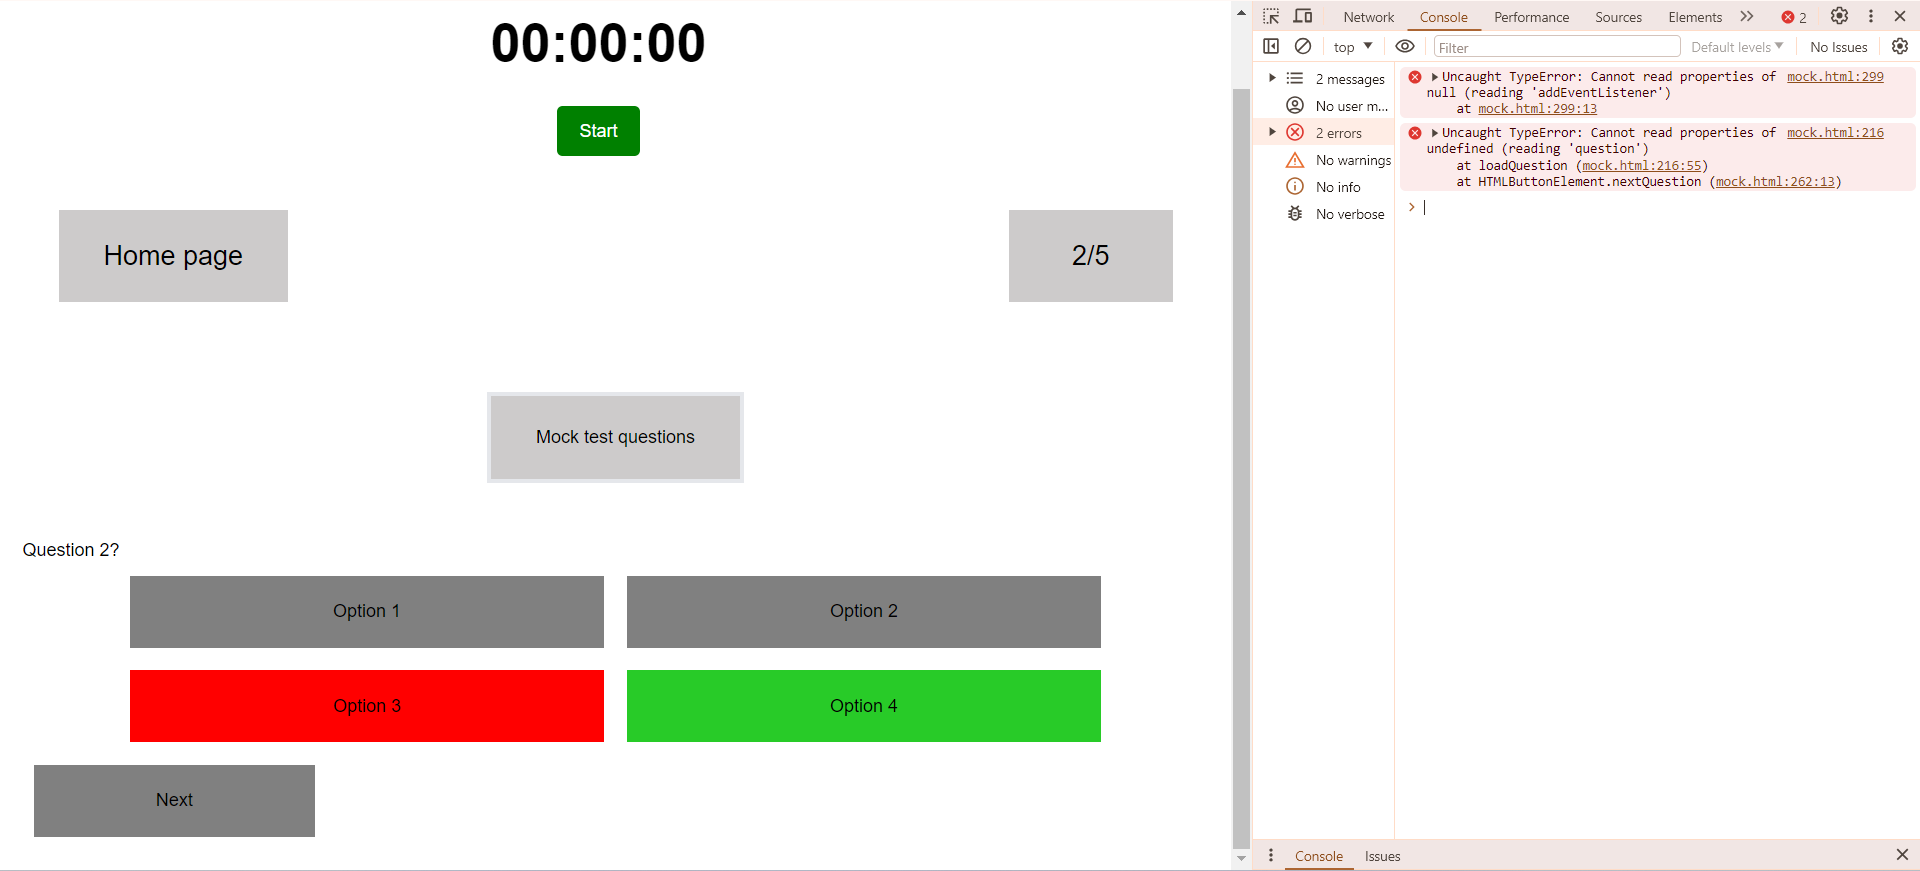 00:00:00
Start
Home page
2/5
Mock test questions
Question 2?
Option 1
Option 2
Option 3
Option 4
Next
Network
Console
Performance
Sources
Elements
2
top
Filter
Default levels
No Issues
2 messages
No user m...
2 errors
No warnings
No info
No verbose
Uncaught TypeError: Cannot read properties of mock.html:299
null (reading 'addEventListener')
at mock.html:299:13
Uncaught TypeError: Cannot read properties of mock.html:216
undefined (reading 'question')
at loadQuestion (mock.html:216:55)
at HTMLButtonElement.nextQuestion (mock.html:262:13)
Console
Issues